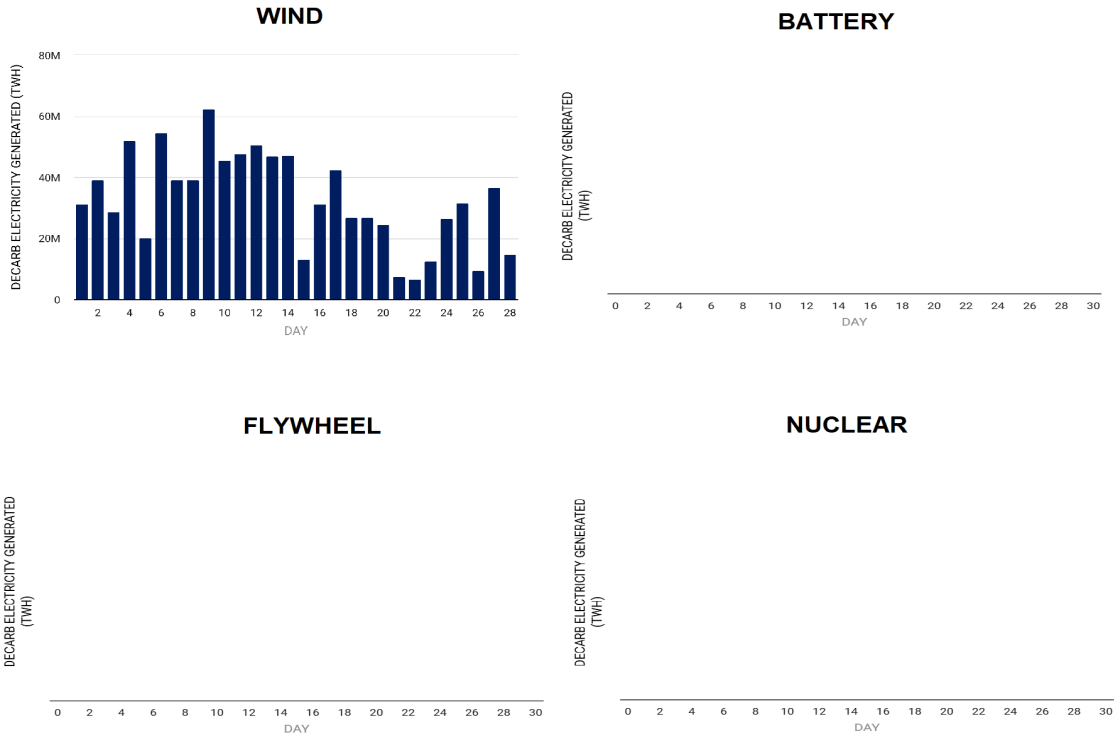 WIND
DECARB ELECTRICITY GENERATED (TWH)
80M
60M
40M
20M
0
2 4 6 8 10 12 14 16 18 20 22 24 26 28
DAY
BATTERY
DECARB ELECTRICITY GENERATED
(TWH)
0 2 4 6 8 10 12 14 16 18 20 22 24 26 28 30
DAY
FLYWHEEL
DECARB ELECTRICITY GENERATED
(TWH)
0 2 4 6 8 10 12 14 16 18 20 22 24 26 28 30
DAY
NUCLEAR
DECARB ELECTRICITY GENERATED
(TWH)
0 2 4 6 8 10 12 14 16 18 20 22 24 26 28 30
DAY